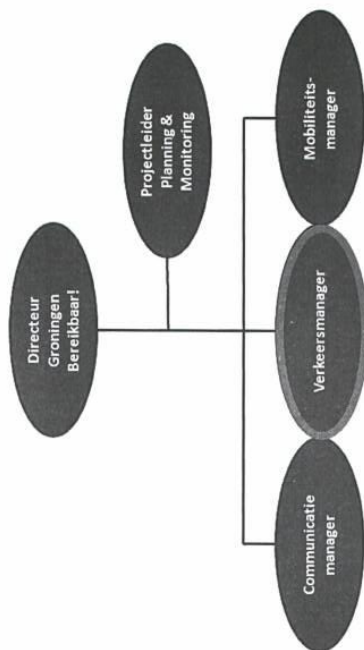 Directeur
Groningen
Bereikbaar!
Projectleider
Planning &
Monitoring
Communicatie
manager
Verkeersmanager
Mobiliteits-
manager